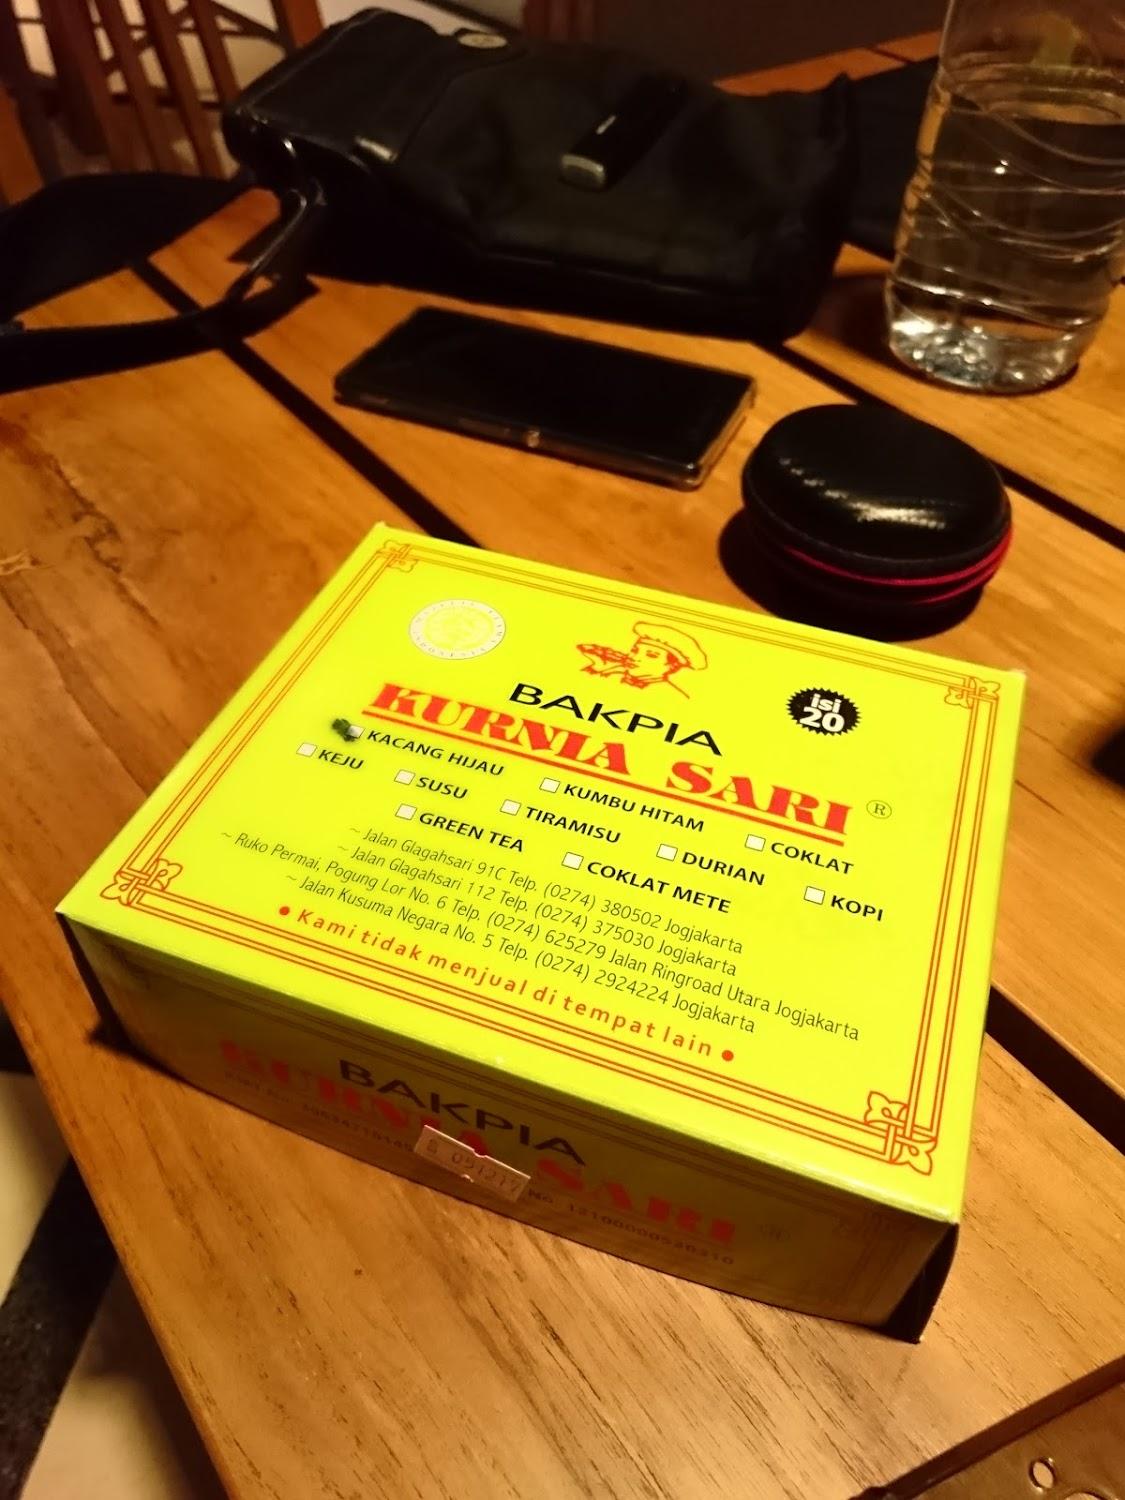 BAKPIA
KURNIA SARI ®
isi
20
KACANG HIJAU
KUMBU HITAM
COKLAT
KEJU
SUSU
TIRAMISU
DURIAN
KOPI
GREEN TEA
COKLAT METE
~ Jalan Glagahsari 91C Telp. (0274) 380502 Jogjakarta
~ Jalan Glagahsari 112 Telp. (0274) 375030 Jogjakarta
~ Ruko Permai, Pogung Lor No. 6 Telp. (0274) 625279 Jalan Ringroad Utara Jogjakarta
~ Jalan Kusuma Negara No. 5 Telp. (0274) 2924224 Jogjakarta
• Kami tidak menjual di tempat lain •
BAKPIA
KURNIA SARI ®